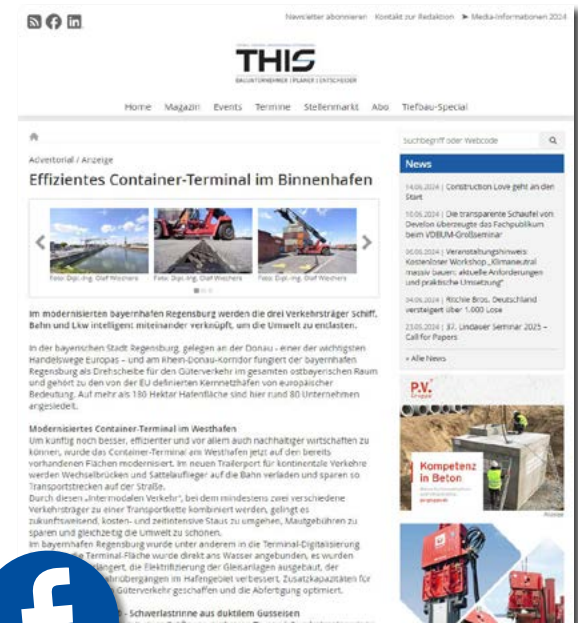 Newsletter abonnieren Kontakt zur Redaktion ➤ Media-Informationen 2024
THIS
BAUUNTERNEHMER | PLANER | ENTSCHEIDER
Home Magazin Events Termine Stellenmarkt Abo Tiefbau-Special
Suchbegriff oder Webcode
Advertorial / Anzeige
Effizientes Container-Terminal im Binnenhafen
Foto: Dipl.-Ing. Olaf Wiechers Foto: Dipl.-Ing. Olaf Wiechers Foto: Dipl.-Ing. Olaf Wiechers
Im modernisierten bayernhafen Regensburg werden die drei Verkehrsträger Schiff,
Bahn und Lkw intelligent miteinander verknüpft, um die Umwelt zu entlasten.
In der bayerischen Stadt Regensburg, gelegen an der Donau - einer der wichtigsten
Handelswege Europas – und am Rhein-Donau-Korridor fungiert der bayernhafen
Regensburg als Drehscheibe für den Güterverkehr im gesamten ostbayerischen Raum
und gehört zu den von der EU definierten Kernnetzhäfen von europäischer
Bedeutung. Auf mehr als 180 Hektar Hafenfläche sind hier rund 80 Unternehmen
angesiedelt.
Modernisiertes Container-Terminal im Westhafen
Um künftig noch besser, effizienter und vor allem auch nachhaltiger wirtschaften zu
können, wurde das Container-Terminal am Westhafen jetzt auf den bereits
vorhandenen Flächen modernisiert. Im neuen Trailerport für kontinentale Verkehre
werden Wechselbrücken und Sattelauflieger auf die Bahn verladen und sparen so
Transportstrecken auf der Straße.
Durch diesen „Intermodalen Verkehr“, bei dem mindestens zwei verschiedene
Verkehrsträger zu einer Transportkette kombiniert werden, gelingt es
zukunftsweisend, kosten- und zeitintensive Staus zu umgehen, Mautgebühren zu
sparen und gleichzeitig die Umwelt zu schonen.
Im bayernhafen Regensburg wurde unter anderem in die Terminal-Digitalisierung
die Terminal-Fläche wurde direkt ans Wasser angebunden, es wurden
die Elektrifizierung der Gleisanlagen ausgebaut, der
im Hafengebiet verbessert, Zusatzkapazitäten für
Güterverkehr geschaffen und die Abfertigung optimiert.
- Schwerlastrinne aus duktilem Gusseisen
News
14.06.2024 | Construction Love geht an den
Start
10.06.2024 | Die transparente Schaufel von
Develon überzeugte das Fachpublikum
beim VDBUM-Großseminar
06.06.2024 | Veranstaltungshinweis:
Kostenloser Workshop „Klimaneutral
massiv bauen: aktuelle Anforderungen
und praktische Umsetzung“
04.06.2024 | Ritchie Bros. Deutschland
versteigert über 1.000 Lose
23.05.2024 | 37. Lindauer Seminar 2025 –
Call for Papers
» Alle News
P.V.
Gruppe
Kompetenz
in Beton
Anzeige